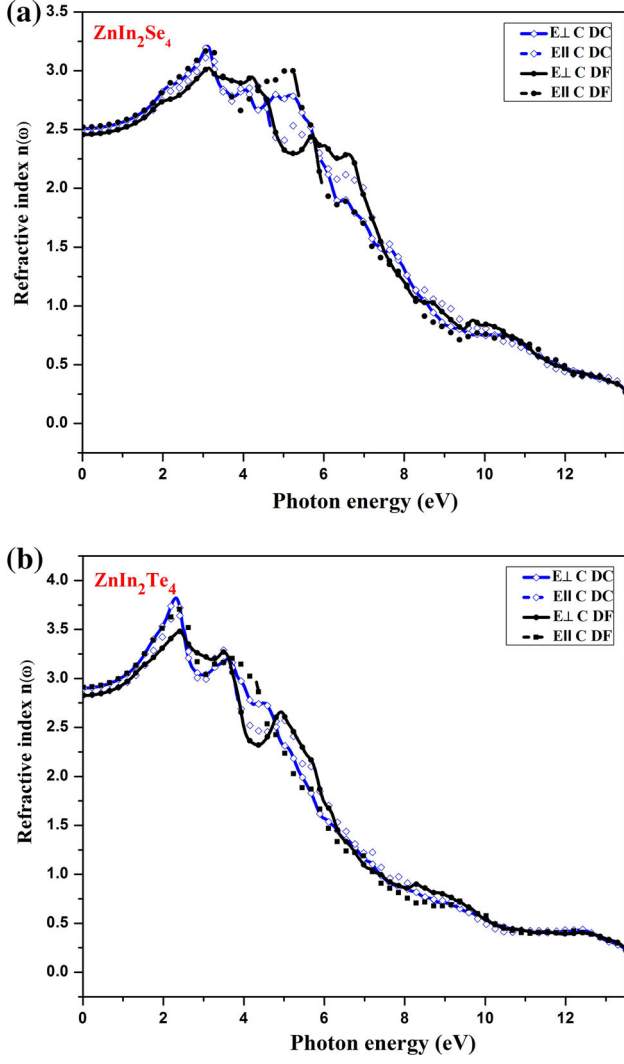 (a)
ZnIn2Se4
E⊥ C DC
E‖ C DC
E⊥ C DF
E‖ C DF
3.5
3.0
2.5
2.0
1.5
1.0
0.5
0.0
Refractive index n(ω)
0 2 4 6 8 10 12
Photon energy (eV)
(b)
ZnIn2Te4
E⊥ C DC
E‖ C DC
E⊥ C DF
E‖ C DF
4.0
3.5
3.0
2.5
2.0
1.5
1.0
0.5
0.0
Refractive index n(ω)
0 2 4 6 8 10 12
Photon energy (eV)